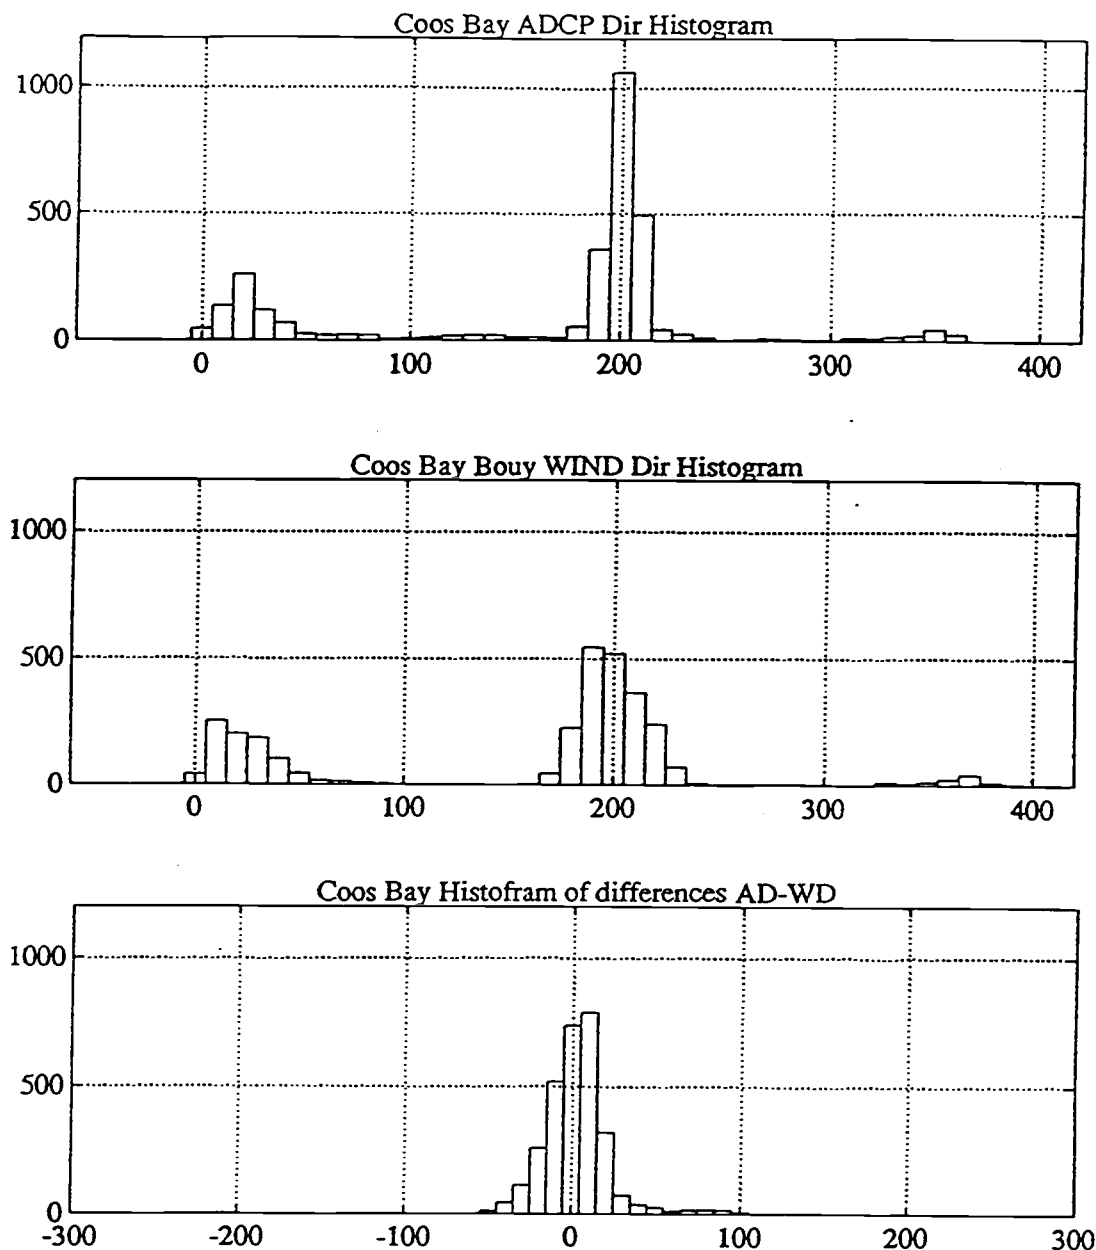 Coos Bay ADCP Dir Histogram
1000
500
0
0 100 200 300 400
Coos Bay Bouy WIND Dir Histogram
1000
500
0
0 100 200 300 400
Coos Bay Histofram of differences AD-WD
1000
500
0
-300 -200 -100 0 100 200 300